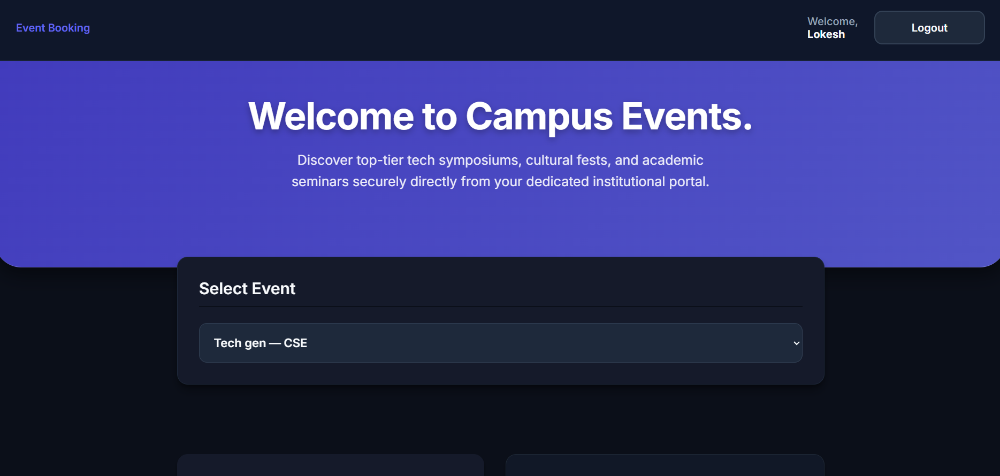 Event Booking
Welcome,
Lokesh
Logout
Welcome to Campus Events.
Discover top-tier tech symposiums, cultural fests, and academic
seminars securely directly from your dedicated institutional portal.
Select Event
Tech gen — CSE